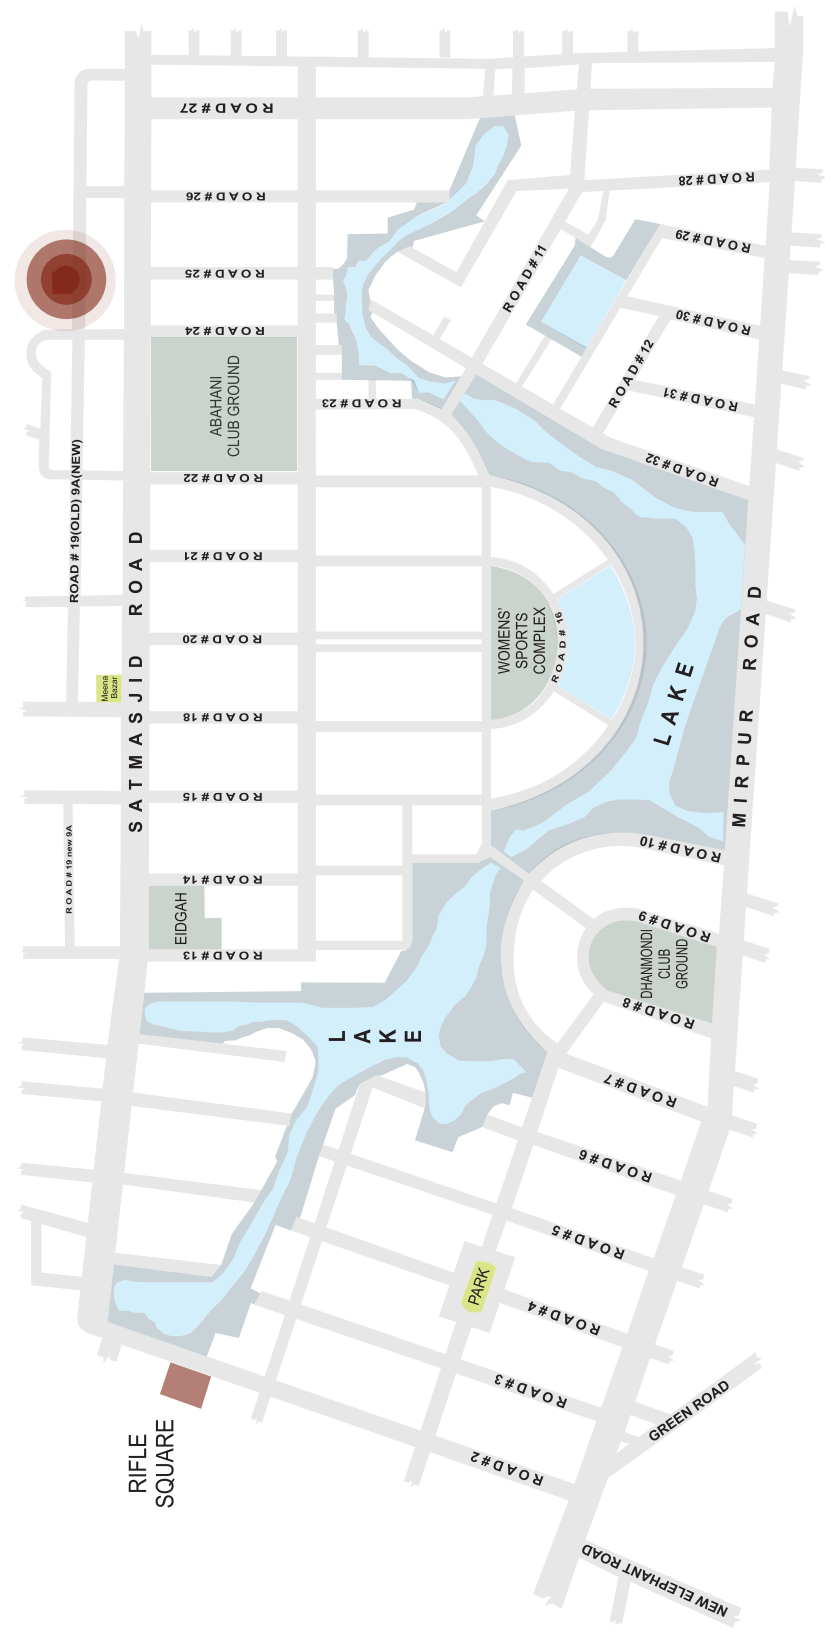 ROAD # 27
ROAD # 28
ROAD # 26
ROAD # 29
ROAD # 11
ROAD # 25
ROAD # 30
ROAD # 24
ROAD # 12
ABAHANI
CLUB GROUND
ROAD # 31
ROAD # 23
ROAD # 32
ROAD # 22
ROAD # 19(OLD) 9A(NEW)
ROAD # 21
SATMASJID ROAD
MIRPUR ROAD
WOMENS'
SPORTS
COMPLEX
ROAD # 16
ROAD # 20
LAKE
Meena
Bazar
ROAD # 18
ROAD # 15
ROAD # 19 new 9A
ROAD # 10
ROAD # 14
EIDGAH
ROAD # 9
DHANMONDI
CLUB
GROUND
ROAD # 13
ROAD # 8
LAKE
ROAD # 7
ROAD # 6
ROAD # 5
PARK
ROAD # 4
ROAD # 3
GREEN ROAD
RIFLE
SQUARE
ROAD # 2
NEW ELEPHANT ROAD